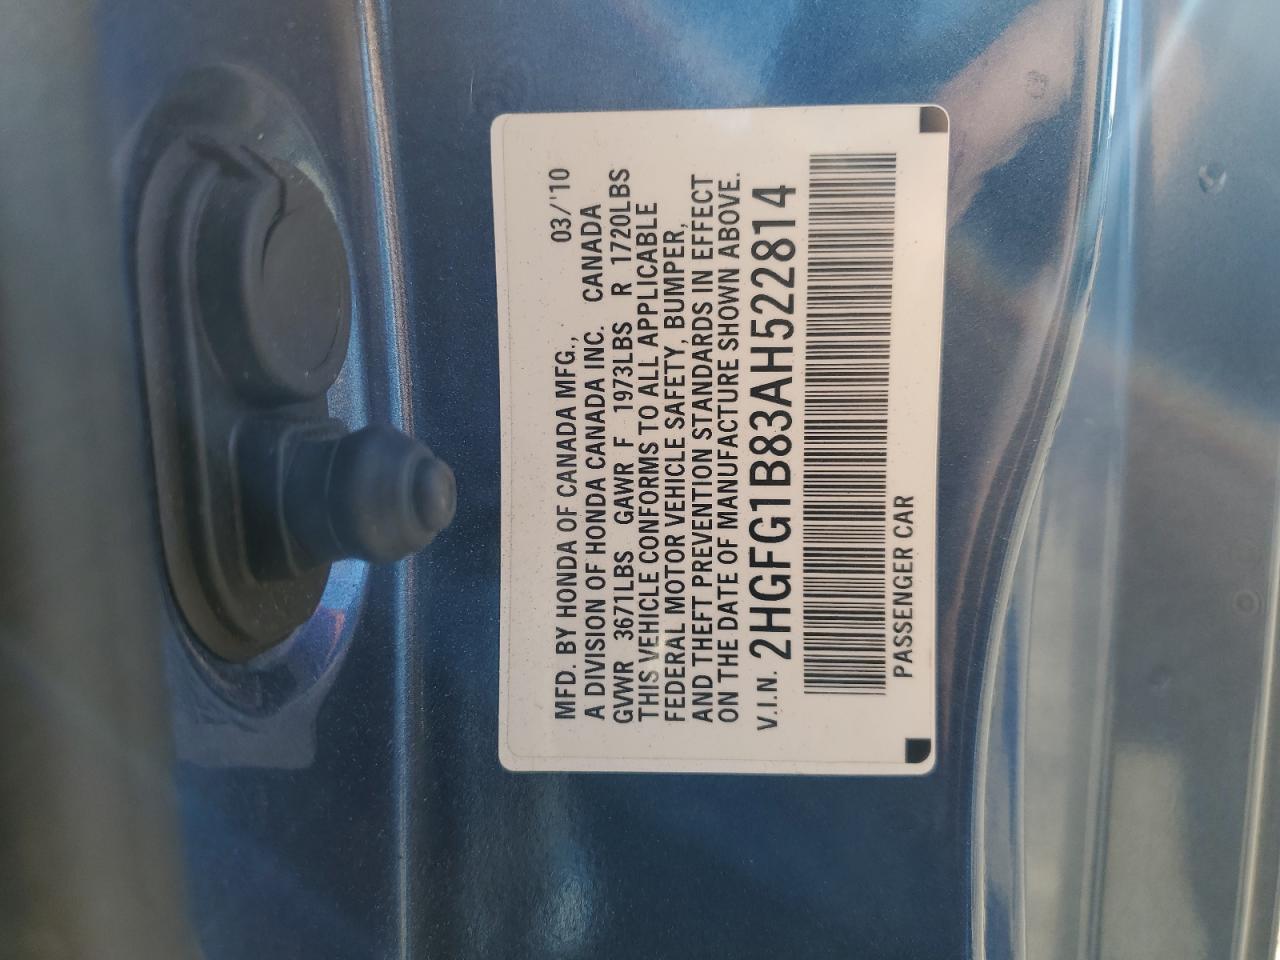 MFD. BY HONDA OF CANADA MFG., 03/'10
A DIVISION OF HONDA CANADA INC. CANADA
GVWR 3671LBS GAWR F 1973LBS R 1720LBS
THIS VEHICLE CONFORMS TO ALL APPLICABLE
FEDERAL MOTOR VEHICLE SAFETY, BUMPER,
AND THEFT PREVENTION STANDARDS IN EFFECT
ON THE DATE OF MANUFACTURE SHOWN ABOVE.
V.I.N. 2HGFG1B83AH522814
PASSENGER CAR